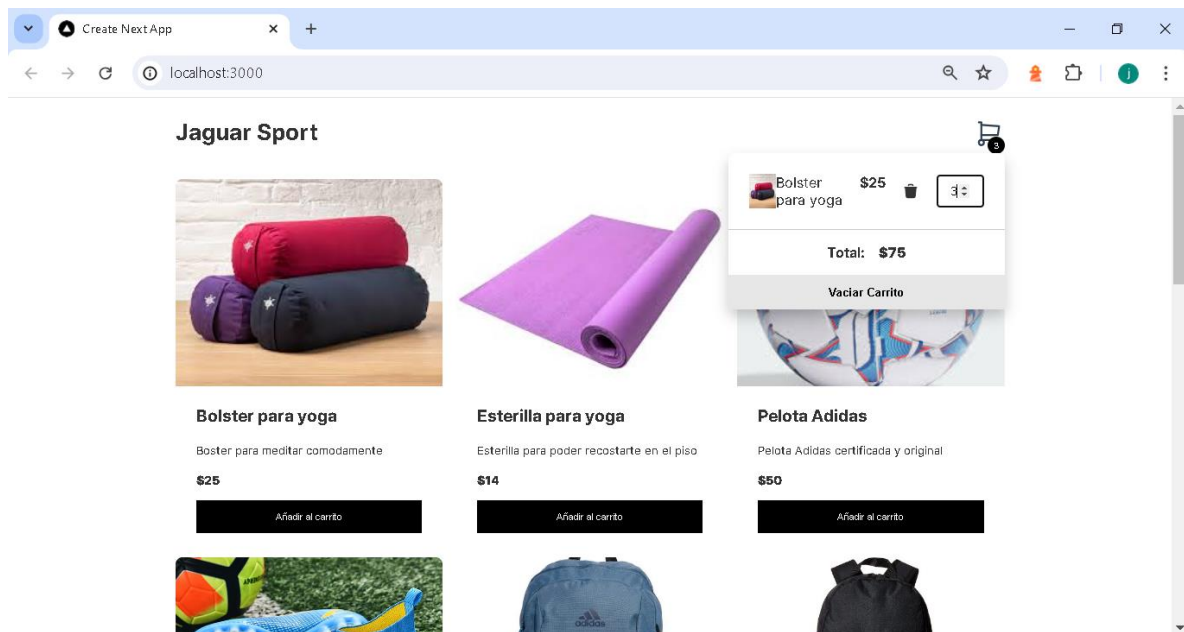 Create Next App
localhost:3000
j
Jaguar Sport
3
Bolster
para yoga
$25
3
Total: $75
Vaciar Carrito
Bolster para yoga
Boster para meditar comodamente
$25
Añadir al carrito
Esterilla para yoga
Esterilla para poder recostarte en el piso
$14
Añadir al carrito
Pelota Adidas
Pelota Adidas certificada y original
$50
Añadir al carrito
adidas